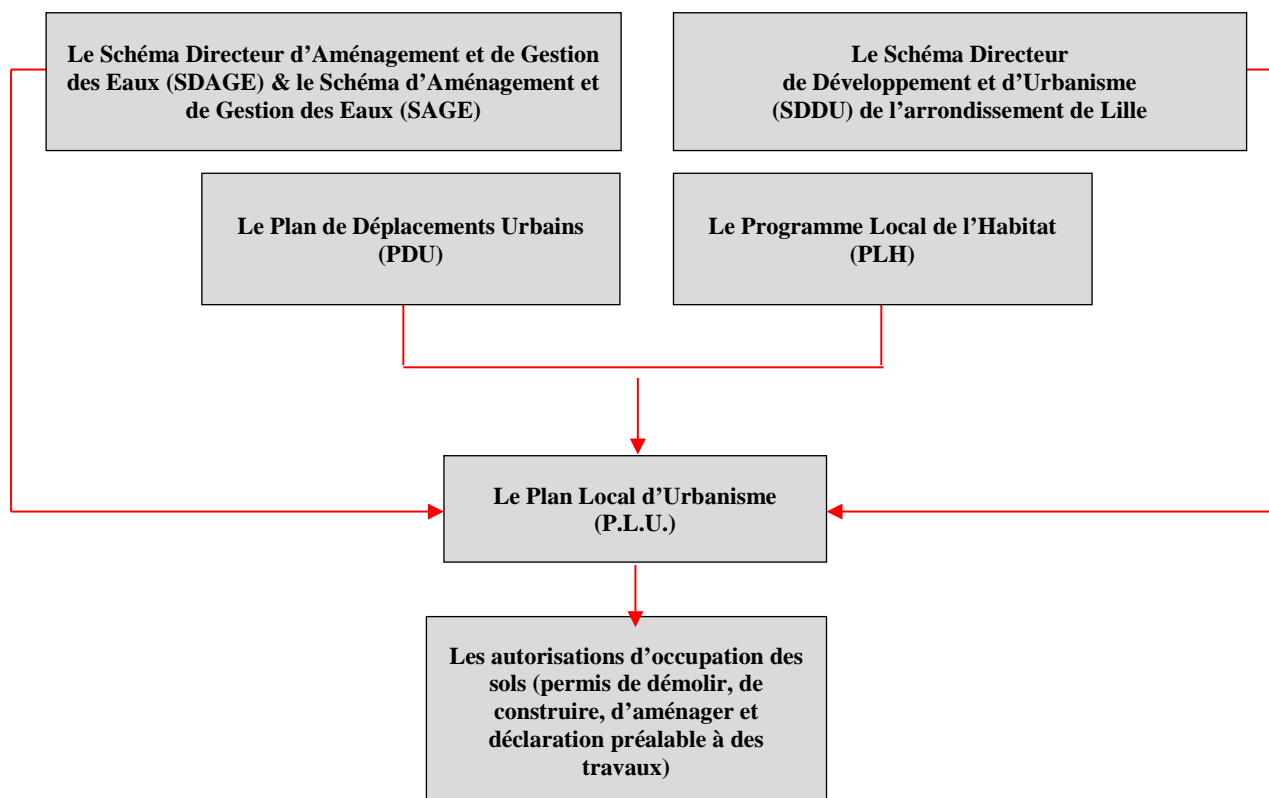 Le Schéma Directeur d’Aménagement et de Gestion
des Eaux (SDAGE) & le Schéma d’Aménagement et
de Gestion des Eaux (SAGE)
Le Schéma Directeur
de Développement et d’Urbanisme
(SDDU) de l’arrondissement de Lille
Le Plan de Déplacements Urbains
(PDU)
Le Programme Local de l’Habitat
(PLH)
Le Plan Local d’Urbanisme
(P.L.U.)
Les autorisations d’occupation des
sols (permis de démolir, de
construire, d’aménager et
déclaration préalable à des
travaux)